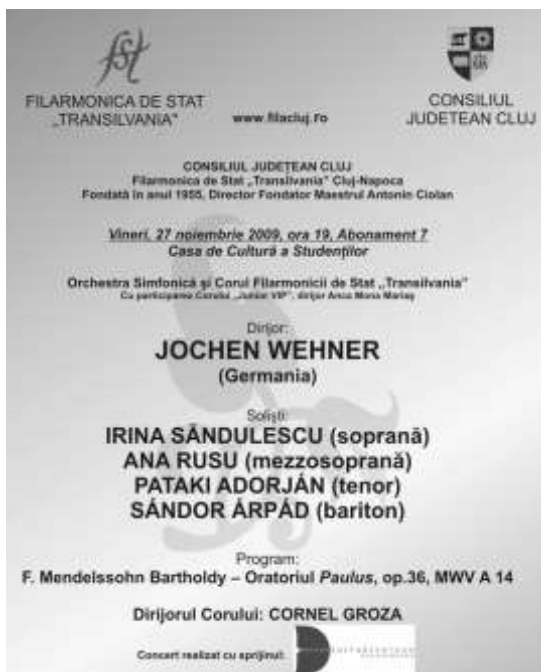 fst
FILARMONICA DE STAT
„TRANSILVANIA"
www.filacluj.ro
CONSILIUL
JUDETEAN CLUJ
CONSILIUL JUDEȚEAN CLUJ
Filarmonica de Stat „Transilvania" Cluj-Napoca
Fondată în anul 1955, Director Fondator Maestrul Antonin Ciolan
Vineri, 27 noiembrie 2009, ora 19, Abonament 7
Casa de Cultură a Studenților
Orchestra Simfonică și Corul Filarmonicii de Stat „Transilvania"
Cu participarea Corului „Junior VIP", dirijor Anca Mona Mariaș
Dirijor:
JOCHEN WEHNER
(Germania)
Soliști:
IRINA SĂNDULESCU (soprană)
ANA RUSU (mezzosoprană)
PATAKI ADORJÁN (tenor)
SÁNDOR ÁRPÁD (bariton)
Program:
F. Mendelssohn Bartholdy – Oratoriul Paulus, op.36, MWV A 14
Dirijorul Corului: CORNEL GROZA
Concert realizat cu sprijinul: